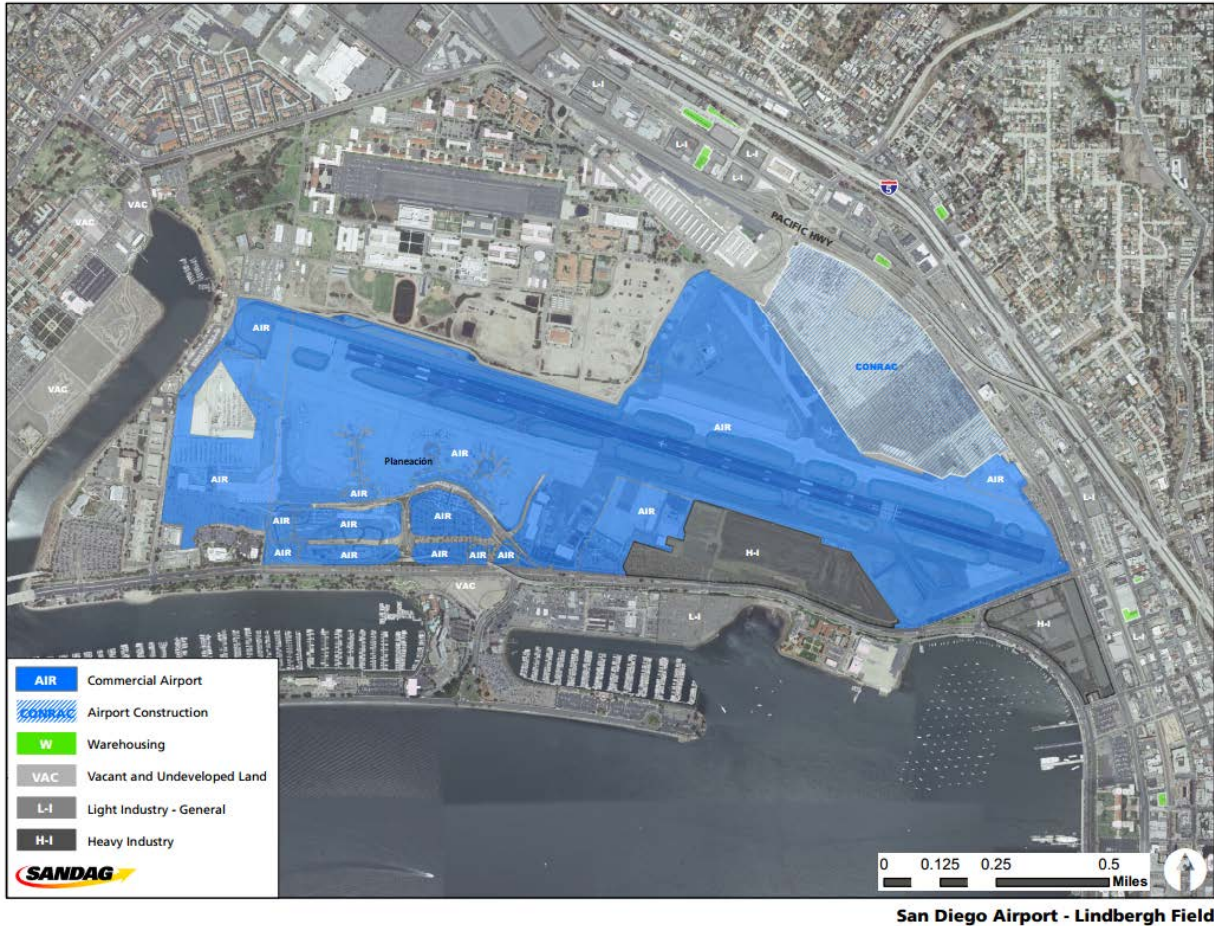 L-I
L-I
L-I
L-I
5
VAC
VAC
PACIFIC HWY
AIR
CONRAC
VAC
AIR
Planeación
AIR
AIR
AIR
AIR
L-I
AIR
AIR
AIR
AIR
AIR
AIR
AIR
AIR
AIR
H-I
VAC
L-I
H-I
L-I
AIR Commercial Airport
CONRAC Airport Construction
W Warehousing
VAC Vacant and Undeveloped Land
L-I Light Industry - General
H-I Heavy Industry
SANDAG
0 0.125 0.25 0.5
Miles
San Diego Airport - Lindbergh Field